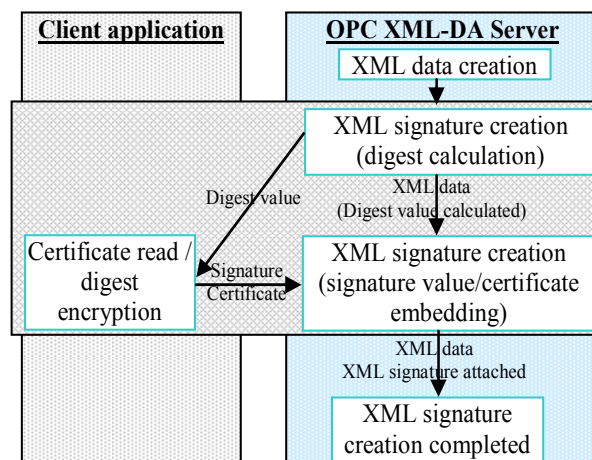 Client application
OPC XML-DA Server
XML data creation
XML signature creation
(digest calculation)
Digest value
XML data
(Digest value calculated)
Certificate read /
digest
encryption
Signature
Certificate
XML signature creation
(signature value/certificate
embedding)
XML data
XML signature attached
XML signature
creation completed